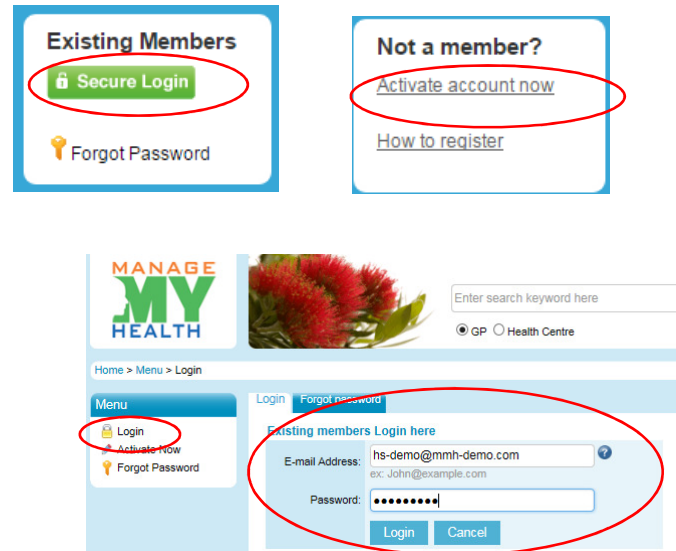 Existing Members
Secure Login
Forgot Password
Not a member?
Activate account now
How to register
MANAGE
MY
HEALTH
Enter search keyword here
GP Health Centre
Home > Menu > Login
Menu
Login
Activate Now
Forgot Password
Login Forgot password
Existing members Login here
E-mail Address: hs-demo@mmh-demo.com
ex: John@example.com
Password: •••••••••
Login Cancel